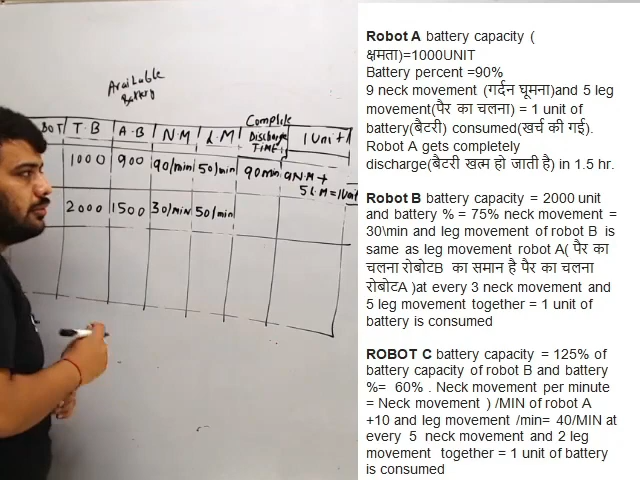 Available
Battery
BOT T·B A·B N·M L·M Complete Discharge TIME 1Unit
1000 900 90/min 50/min 90min 9N·M +
5 L·M = 1Unit
2000 1500 30/MIN 50/min
Robot A battery capacity (
क्षमता)=1000UNIT
Battery percent =90%
9 neck movement (गर्दन घूमना)and 5 leg
movement(पैर का चलना) = 1 unit of
battery(बैटरी) consumed(खर्च की गई).
Robot A gets completely
discharge(बैटरी खत्म हो जाती है) in 1.5 hr.
Robot B battery capacity = 2000 unit
and battery % = 75% neck movement =
30\min and leg movement of robot B is
same as leg movement robot A( पैर का
चलना रोबोटB का समान है पैर का चलना
रोबोटA )at every 3 neck movement and
5 leg movement together = 1 unit of
battery is consumed
ROBOT C battery capacity = 125% of
battery capacity of robot B and battery
%= 60% . Neck movement per minute
= Neck movement ) /MIN of robot A
+10 and leg movement /min= 40/MIN at
every 5 neck movement and 2 leg
movement together = 1 unit of battery
is consumed